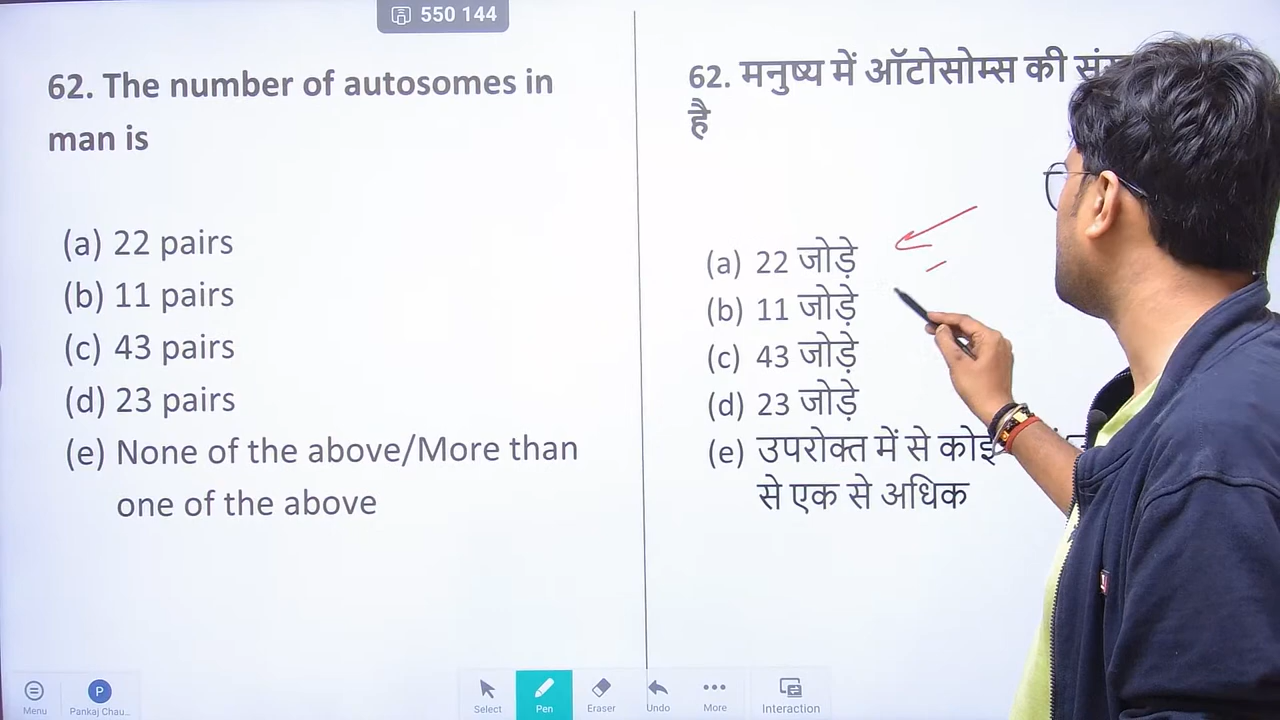 550 144
62. The number of autosomes in
man is
(a) 22 pairs
(b) 11 pairs
(c) 43 pairs
(d) 23 pairs
(e) None of the above/More than
one of the above
62. मनुष्य में ऑटोसोम्स की
है
(a) 22 जोड़े
(b) 11 जोड़े
(c) 43 जोड़े
(d) 23 जोड़े
(e) उपरोक्त में से कोई
से एक से अधिक
Menu
Pankaj Chau...
Select
Pen
Eraser
Undo
More
Interaction